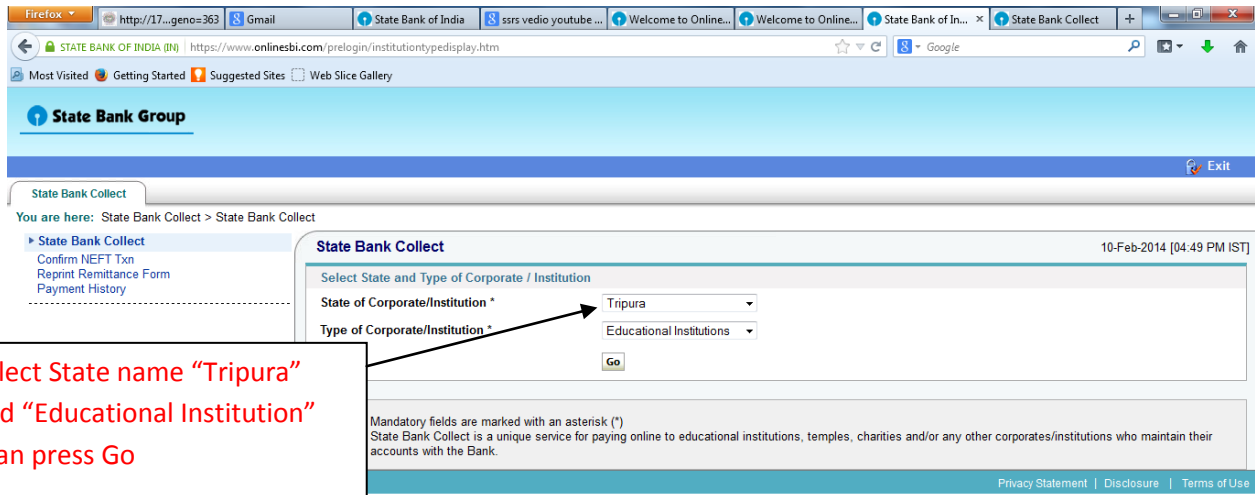 Firefox
http://17...geno=363
Gmail
State Bank of India
ssrs vedio youtube ...
Welcome to Online...
Welcome to Online...
State Bank of In... ×
State Bank Collect
+
STATE BANK OF INDIA (IN) https://www.onlinesbi.com/prelogin/institutiontypedisplay.htm
Google
Most Visited Getting Started Suggested Sites Web Slice Gallery
State Bank Group
Exit
State Bank Collect
You are here: State Bank Collect > State Bank Collect
State Bank Collect
Confirm NEFT Txn
Reprint Remittance Form
Payment History
State Bank Collect 10-Feb-2014 [04:49 PM IST]
Select State and Type of Corporate / Institution
State of Corporate/Institution * Tripura
Type of Corporate/Institution * Educational Institutions
Go
lect State name “Tripura”
d “Educational Institution”
an press Go
Mandatory fields are marked with an asterisk (*)
State Bank Collect is a unique service for paying online to educational institutions, temples, charities and/or any other corporates/institutions who maintain their
accounts with the Bank.
Privacy Statement | Disclosure | Terms of Use